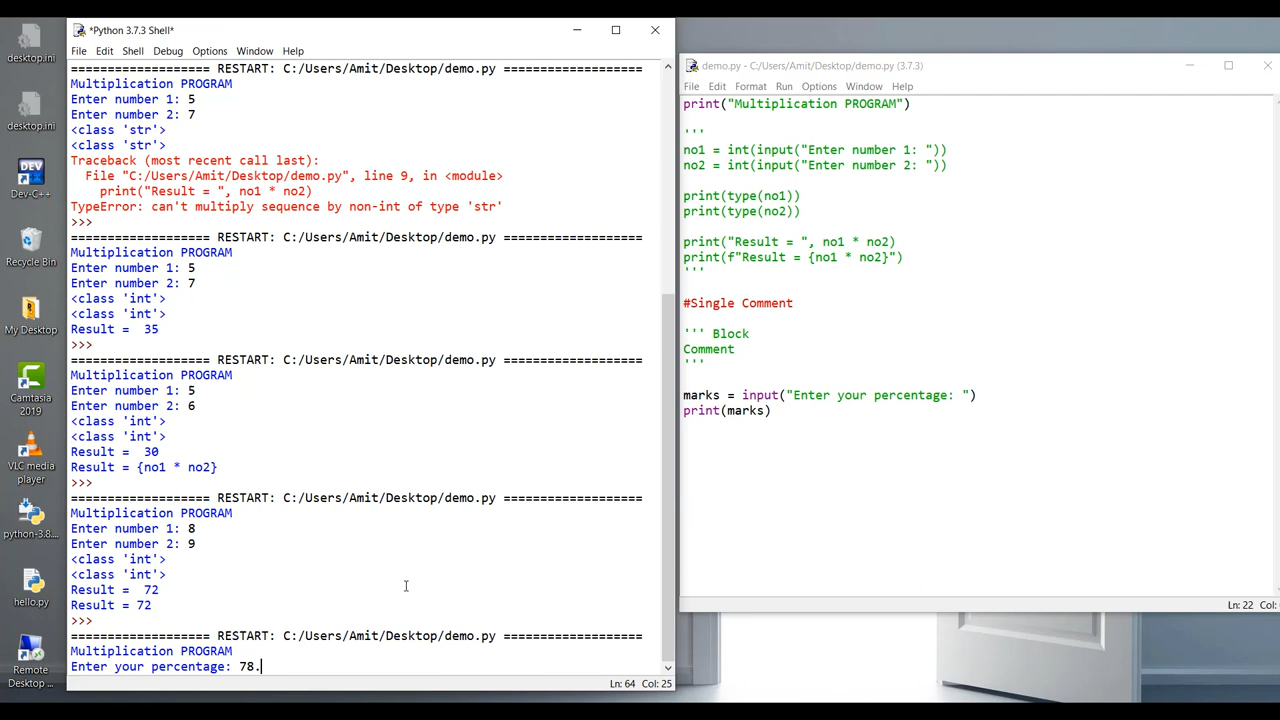 desktop.ini
desktop.ini
DEV
Dev-C++
Recycle Bin
My Desktop
Camtasia
2019
VLC media
player
python-3.8....
hello.py
Remote
Desktop ...
*Python 3.7.3 Shell*
File Edit Shell Debug Options Window Help
=================== RESTART: C:/Users/Amit/Desktop/demo.py ===================
Multiplication PROGRAM
Enter number 1: 5
Enter number 2: 7
<class 'str'>
<class 'str'>
Traceback (most recent call last):
  File "C:/Users/Amit/Desktop/demo.py", line 9, in <module>
    print("Result = ", no1 * no2)
TypeError: can't multiply sequence by non-int of type 'str'
>>>
=================== RESTART: C:/Users/Amit/Desktop/demo.py ===================
Multiplication PROGRAM
Enter number 1: 5
Enter number 2: 7
<class 'int'>
<class 'int'>
Result =  35
>>>
=================== RESTART: C:/Users/Amit/Desktop/demo.py ===================
Multiplication PROGRAM
Enter number 1: 5
Enter number 2: 6
<class 'int'>
<class 'int'>
Result =  30
Result = {no1 * no2}
>>>
=================== RESTART: C:/Users/Amit/Desktop/demo.py ===================
Multiplication PROGRAM
Enter number 1: 8
Enter number 2: 9
<class 'int'>
<class 'int'>
Result =  72
Result = 72
>>>
=================== RESTART: C:/Users/Amit/Desktop/demo.py ===================
Multiplication PROGRAM
Enter your percentage: 78.
Ln: 64 Col: 25
demo.py - C:/Users/Amit/Desktop/demo.py (3.7.3)
File Edit Format Run Options Window Help
print("Multiplication PROGRAM")
'''
no1 = int(input("Enter number 1: "))
no2 = int(input("Enter number 2: "))
print(type(no1))
print(type(no2))
print("Result = ", no1 * no2)
print(f"Result = {no1 * no2}")
'''
#Single Comment
''' Block
Comment
'''
marks = input("Enter your percentage: ")
print(marks)
Ln: 22 Col: